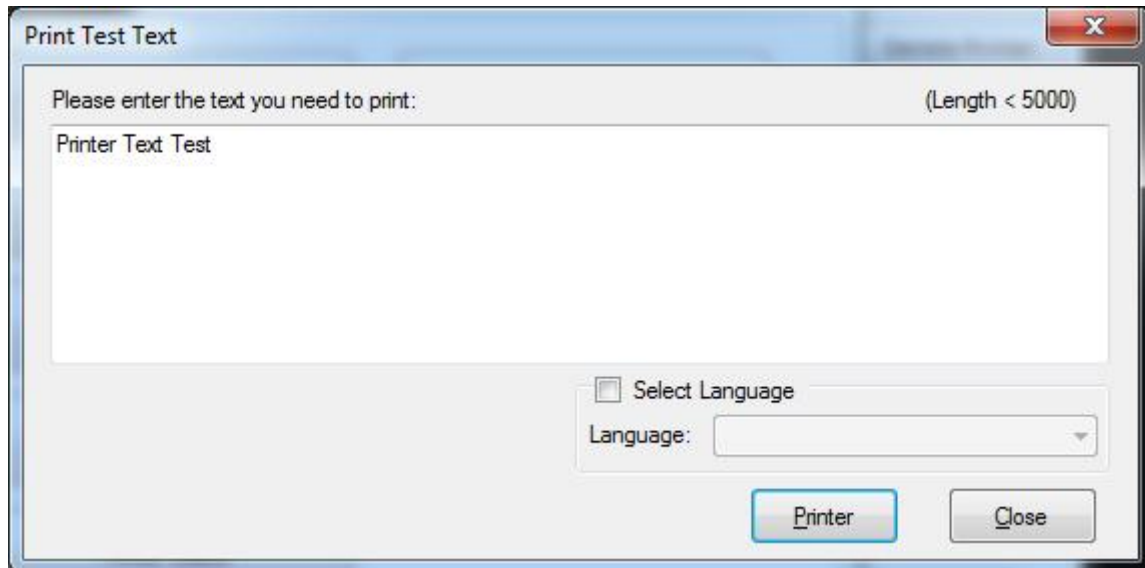 Print Test Text
Please enter the text you need to print: (Length < 5000)
Printer Text Test
Select Language
Language:
Printer Close